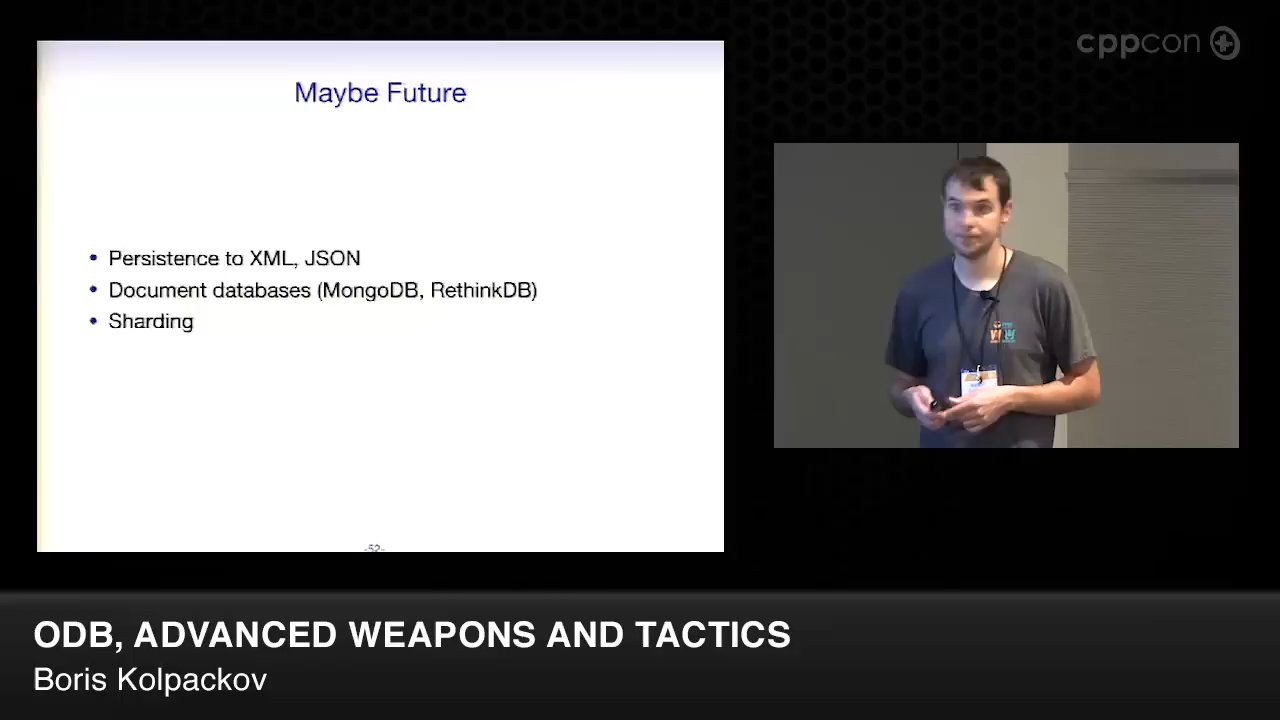 cppcon
Maybe Future
• Persistence to XML, JSON
• Document databases (MongoDB, RethinkDB)
• Sharding
-52-
ODB, ADVANCED WEAPONS AND TACTICS
Boris Kolpackov